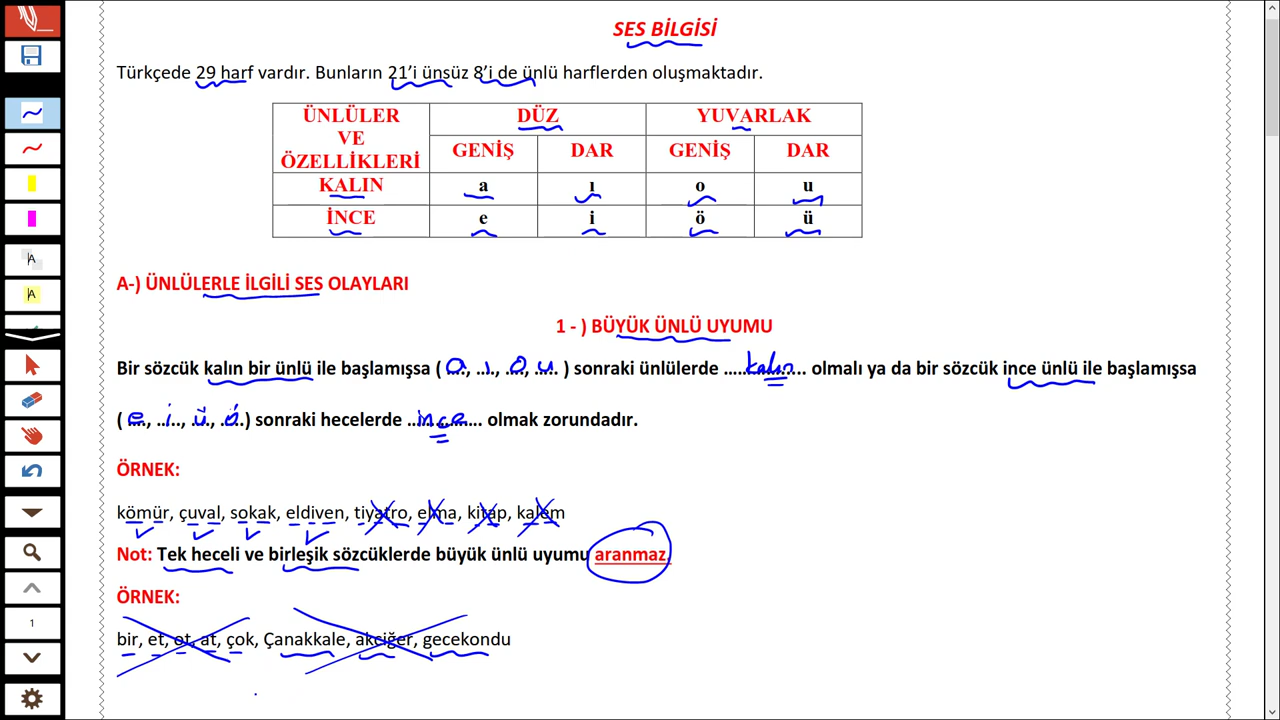 SES BİLGİSİ
Türkçede 29 harf vardır. Bunların 21’i ünsüz 8’i de ünlü harflerden oluşmaktadır.
ÜNLÜLER VE ÖZELLİKLERİ DÜZ YUVARLAK
GENİŞ DAR GENİŞ DAR
KALIN a ı o u
İNCE e i ö ü
A-) ÜNLÜLERLE İLGİLİ SES OLAYLARI
1 - ) BÜYÜK ÜNLÜ UYUMU
Bir sözcük kalın bir ünlü ile başlamışsa ( a, ı, o, u ) sonraki ünlülerde ... kalın ... olmalı ya da bir sözcük ince ünlü ile başlamışsa
( e, i, ü, ö ) sonraki hecelerde ... ince ... olmak zorundadır.
ÖRNEK:
kömür, çuval, sokak, eldiven, tiyatro, elma, kitap, kalem
Not: Tek heceli ve birleşik sözcüklerde büyük ünlü uyumu aranmaz.
ÖRNEK:
bir, et, ot, at, çok, Çanakkale, akciğer, gecekondu
A
A
1